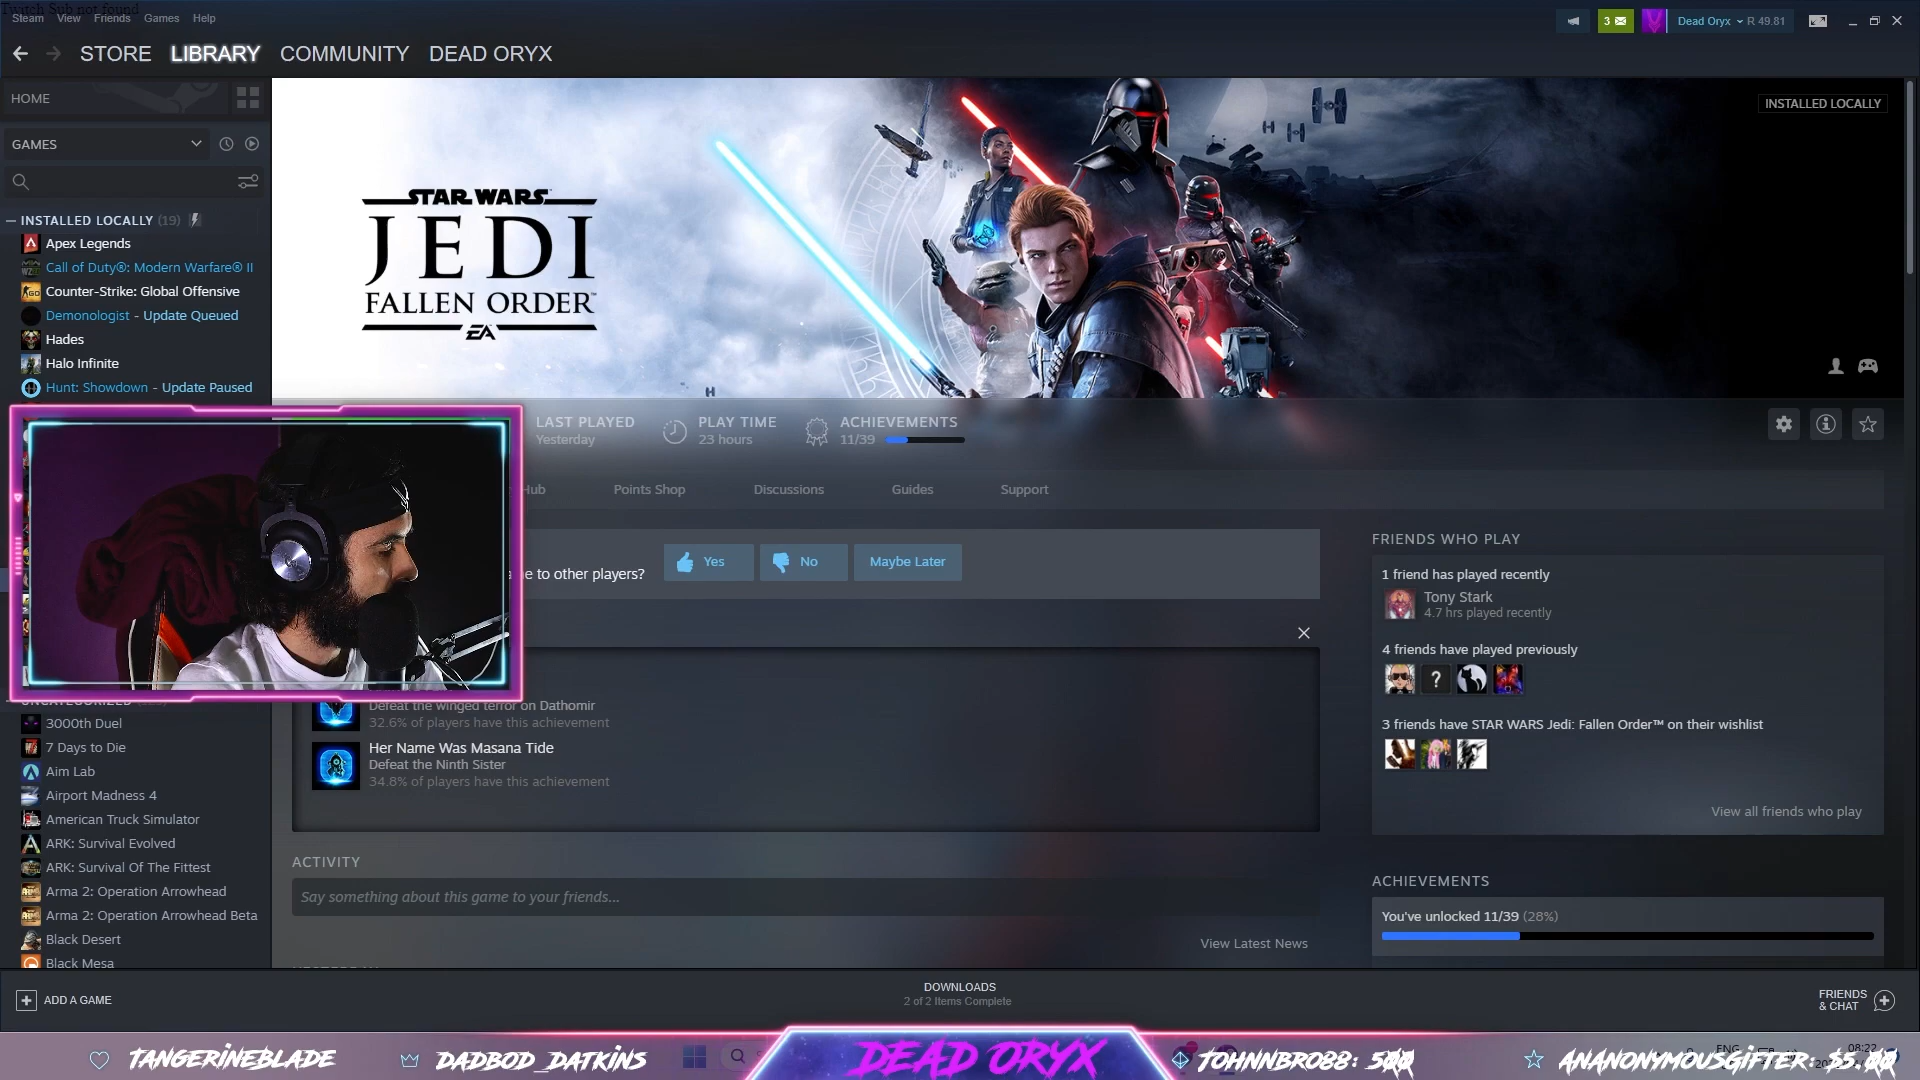 Twitch Sub not found
Steam View Friends Games Help
3
Dead Oryx R 49.81
STORE LIBRARY COMMUNITY DEAD ORYX
HOME
GAMES
INSTALLED LOCALLY (19)
Apex Legends
Call of Duty®: Modern Warfare® II
Counter-Strike: Global Offensive
Demonologist - Update Queued
Hades
Halo Infinite
Hunt: Showdown - Update Paused
STAR WARS
JEDI
FALLEN ORDER™
EA
INSTALLED LOCALLY
LAST PLAYED
Yesterday
PLAY TIME
23 hours
ACHIEVEMENTS
11/39
Hub Points Shop Discussions Guides Support
to other players?
Yes No Maybe Later
Defeat the winged terror on Dathomir
32.6% of players have this achievement
Her Name Was Masana Tide
Defeat the Ninth Sister
34.8% of players have this achievement
ACTIVITY
Say something about this game to your friends...
View Latest News
FRIENDS WHO PLAY
1 friend has played recently
Tony Stark
4.7 hrs played recently
4 friends have played previously
?
3 friends have STAR WARS Jedi: Fallen Order™ on their wishlist
View all friends who play
ACHIEVEMENTS
You've unlocked 11/39 (28%)
UNCATEGORIZED
3000th Duel
7 Days to Die
Aim Lab
Airport Madness 4
American Truck Simulator
ARK: Survival Evolved
ARK: Survival Of The Fittest
Arma 2: Operation Arrowhead
Arma 2: Operation Arrowhead Beta
Black Desert
Black Mesa
ADD A GAME
DOWNLOADS
2 of 2 Items Complete
FRIENDS
& CHAT
TANGERINEBLADE
DADBOD_DATKINS
DEAD ORYX
TOHNNBRO88: 500
ANANONYMOUSGIFTER: $5.00
ENG
08:22